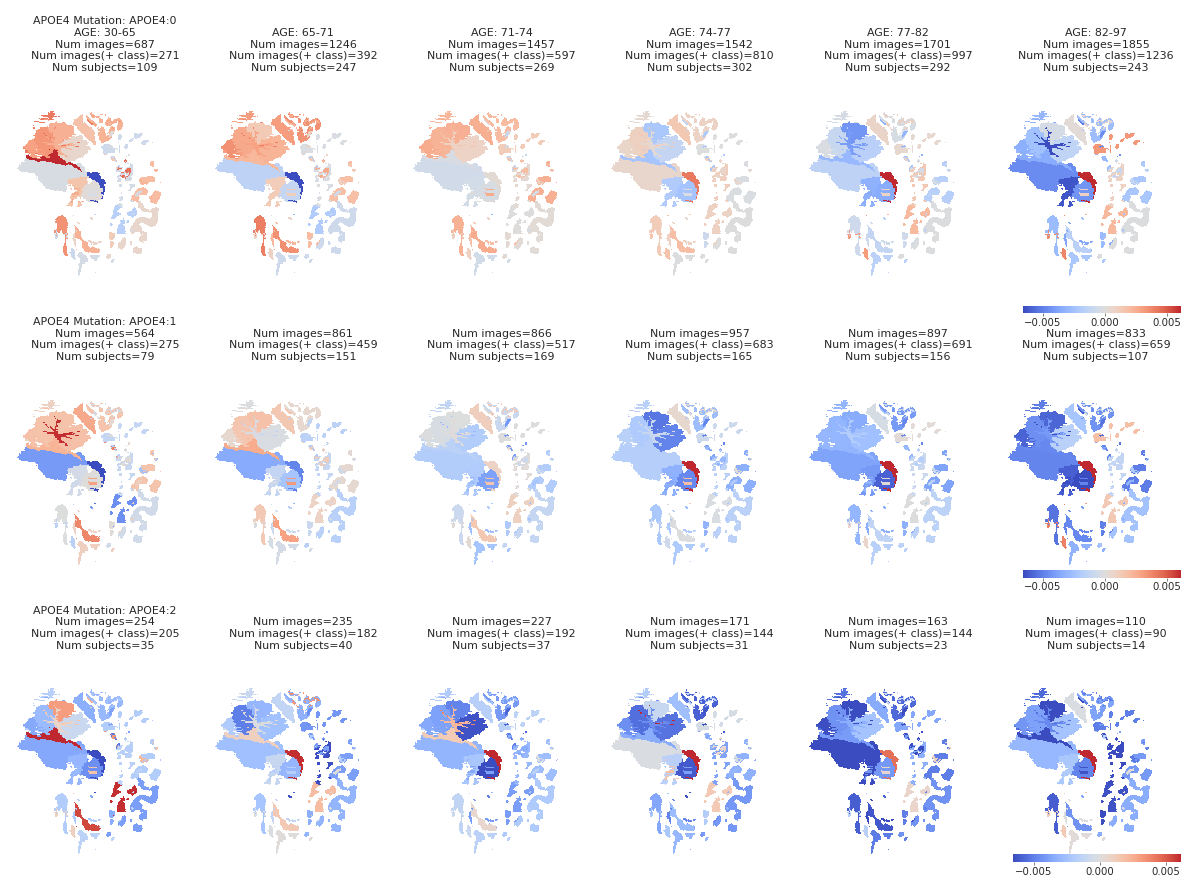 APOE4 Mutation: APOE4:0
AGE: 30-65
Num images=687
Num images(+ class)=271
Num subjects=109
AGE: 65-71
Num images=1246
Num images(+ class)=392
Num subjects=247
AGE: 71-74
Num images=1457
Num images(+ class)=597
Num subjects=269
AGE: 74-77
Num images=1542
Num images(+ class)=810
Num subjects=302
AGE: 77-82
Num images=1701
Num images(+ class)=997
Num subjects=292
AGE: 82-97
Num images=1855
Num images(+ class)=1236
Num subjects=243
−0.005 0.000 0.005
APOE4 Mutation: APOE4:1
Num images=564
Num images(+ class)=275
Num subjects=79
Num images=861
Num images(+ class)=459
Num subjects=151
Num images=866
Num images(+ class)=517
Num subjects=169
Num images=957
Num images(+ class)=683
Num subjects=165
Num images=897
Num images(+ class)=691
Num subjects=156
Num images=833
Num images(+ class)=659
Num subjects=107
−0.005 0.000 0.005
APOE4 Mutation: APOE4:2
Num images=254
Num images(+ class)=205
Num subjects=35
Num images=235
Num images(+ class)=182
Num subjects=40
Num images=227
Num images(+ class)=192
Num subjects=37
Num images=171
Num images(+ class)=144
Num subjects=31
Num images=163
Num images(+ class)=144
Num subjects=23
Num images=110
Num images(+ class)=90
Num subjects=14
−0.005 0.000 0.005